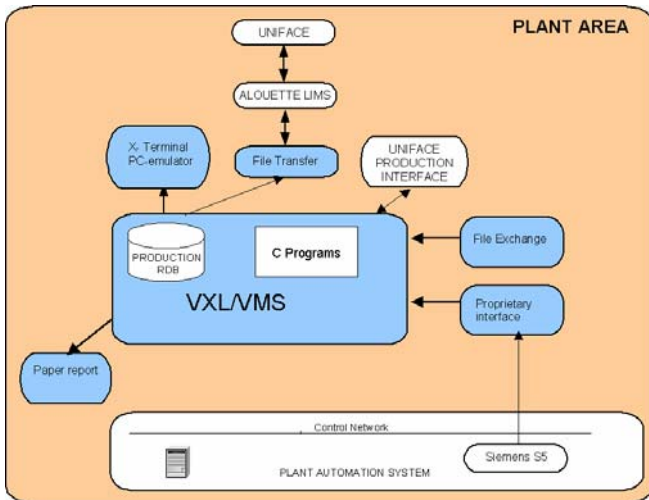 PLANT AREA
UNIFACE
ALOUETTE LIMS
X- Terminal
PC-emulator
File Transfer
UNIFACE
PRODUCTION
INTERFACE
PRODUCTION
RDB
C Programs
File Exchange
VXL/VMS
Proprietary
interface
Paper report
Control Network
Siemens S5
PLANT AUTOMATION SYSTEM